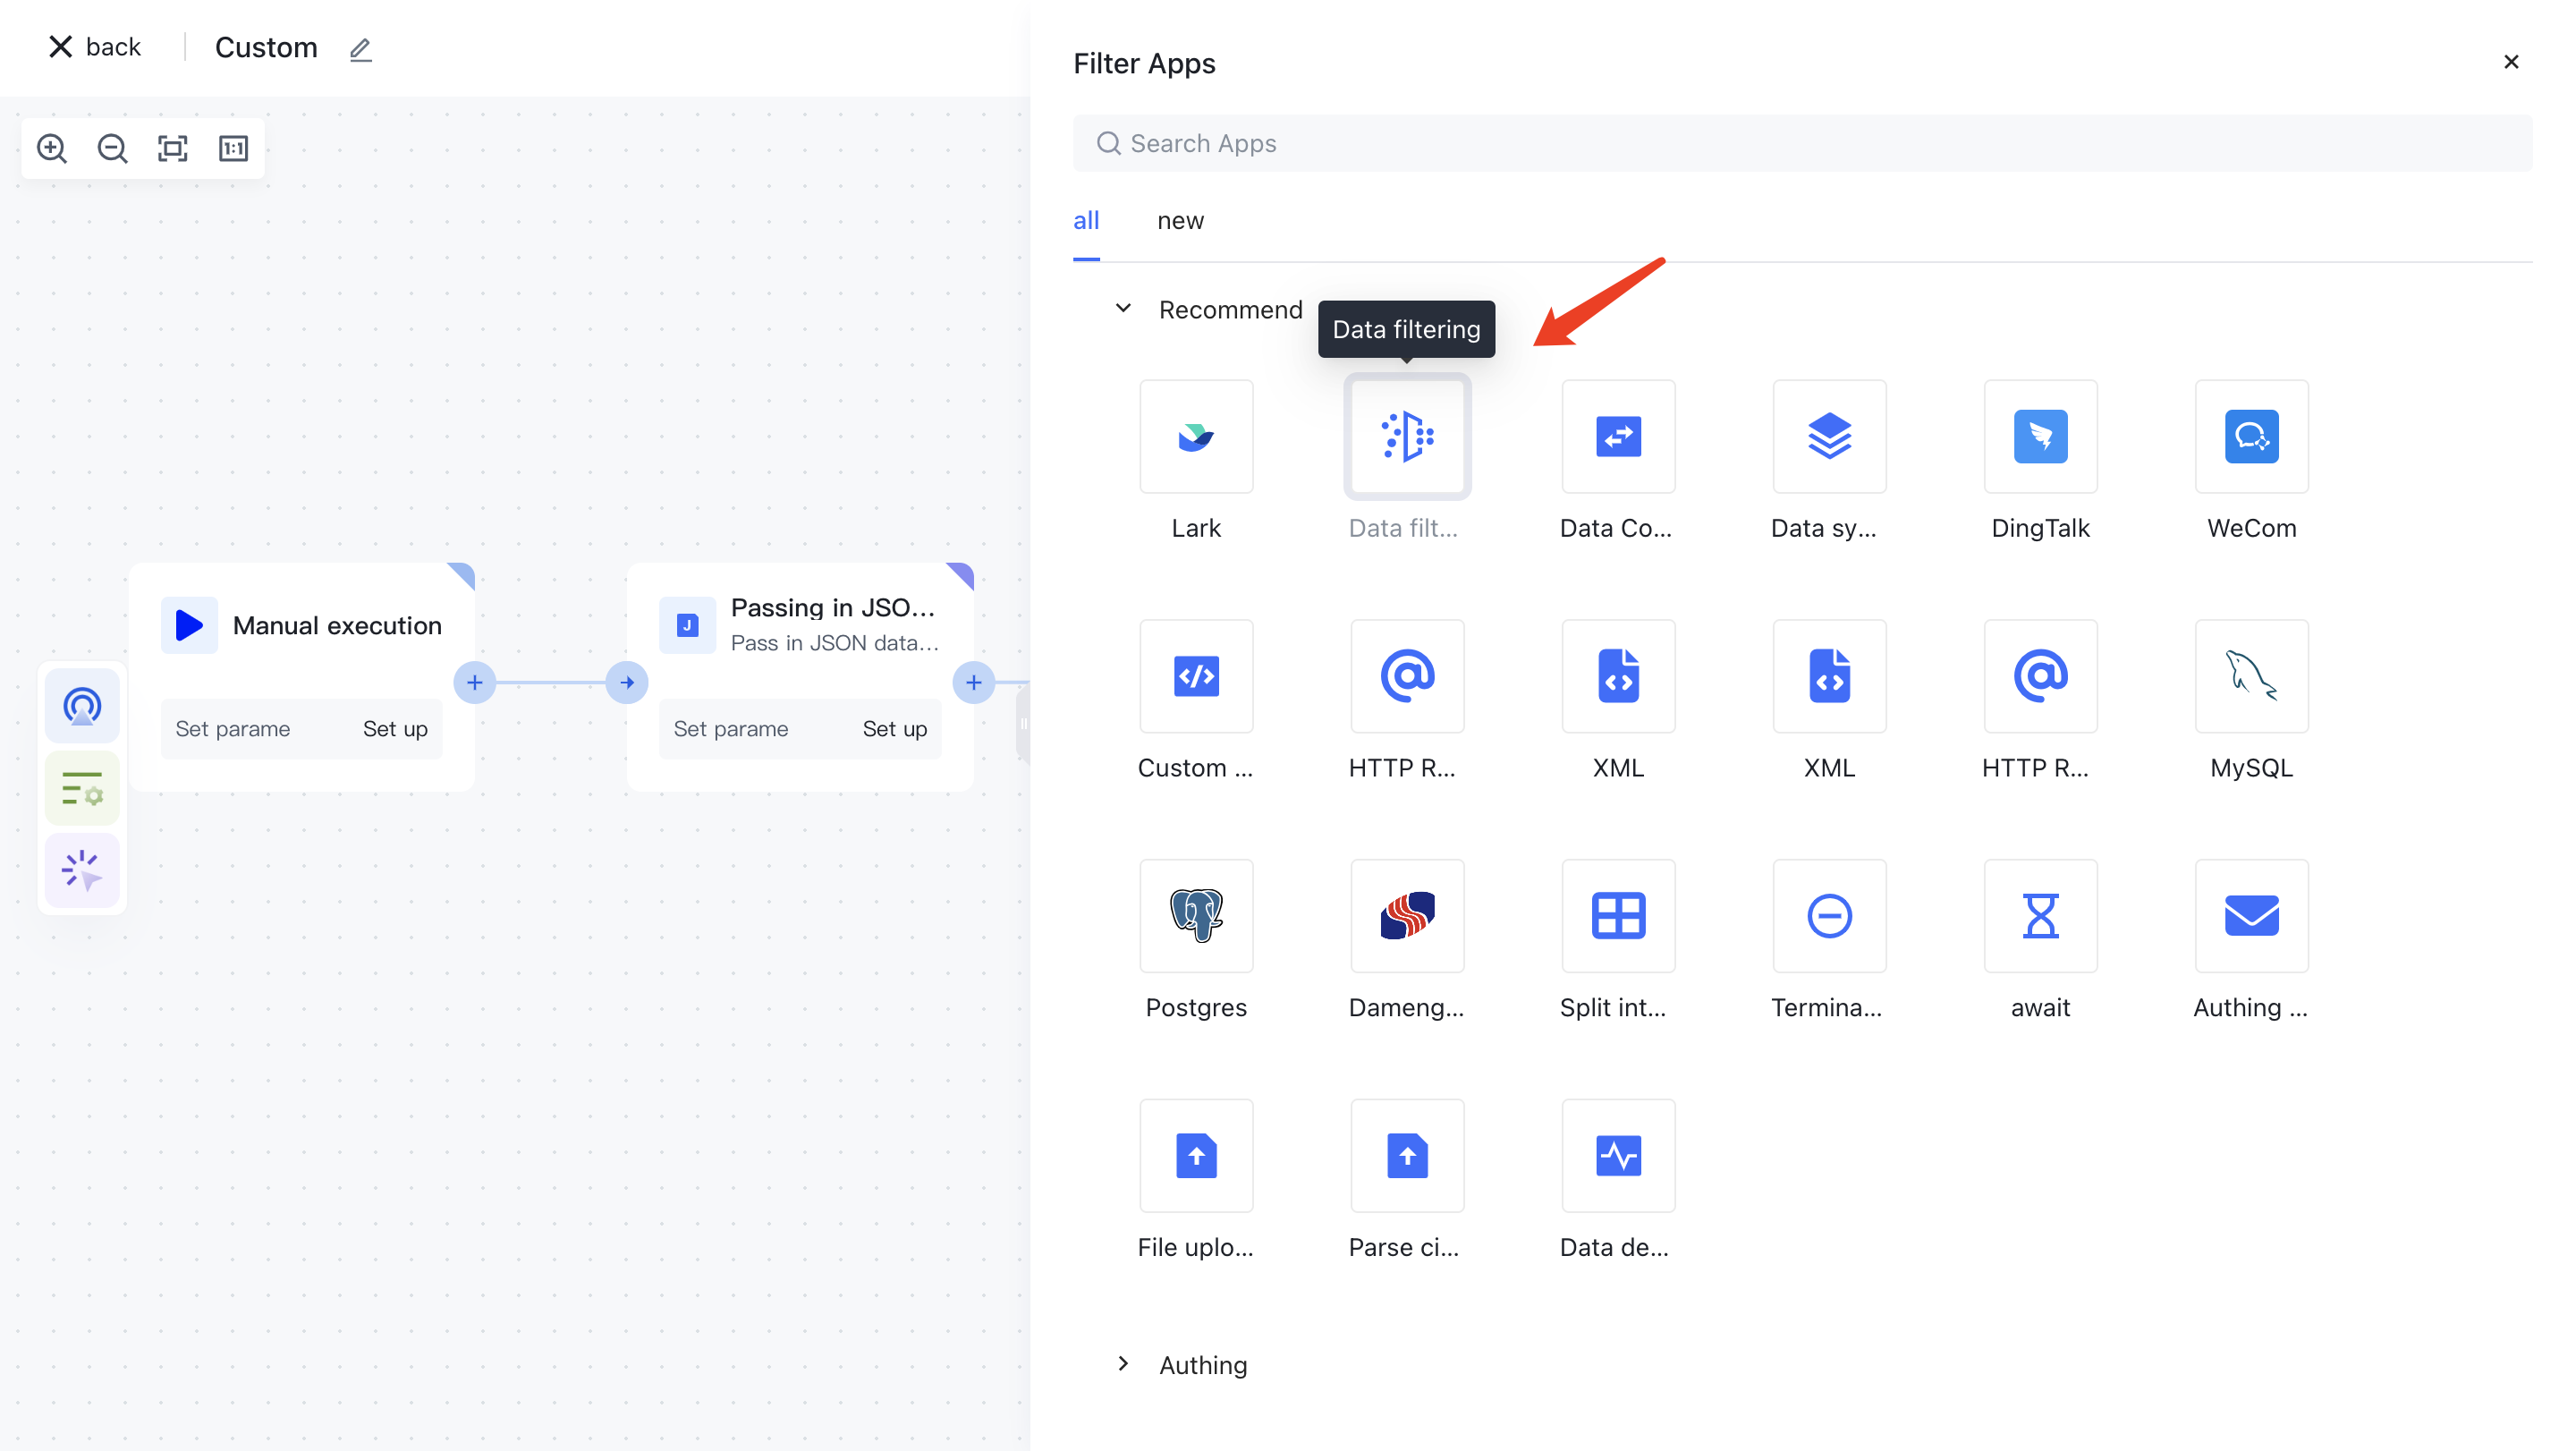 back
Custom
Filter Apps
Search Apps
all
new
Recommend
Data filtering
Lark
Data filt...
Data Co...
Data sy...
DingTalk
WeCom
Custom ...
HTTP R...
XML
XML
HTTP R...
MySQL
Postgres
Dameng...
Split int...
Termina...
await
Authing ...
File uplo...
Parse ci...
Data de...
Authing
1:1
Manual execution
Set parame
Set up
J
Passing in JSO...
Pass in JSON data...
Set parame
Set up